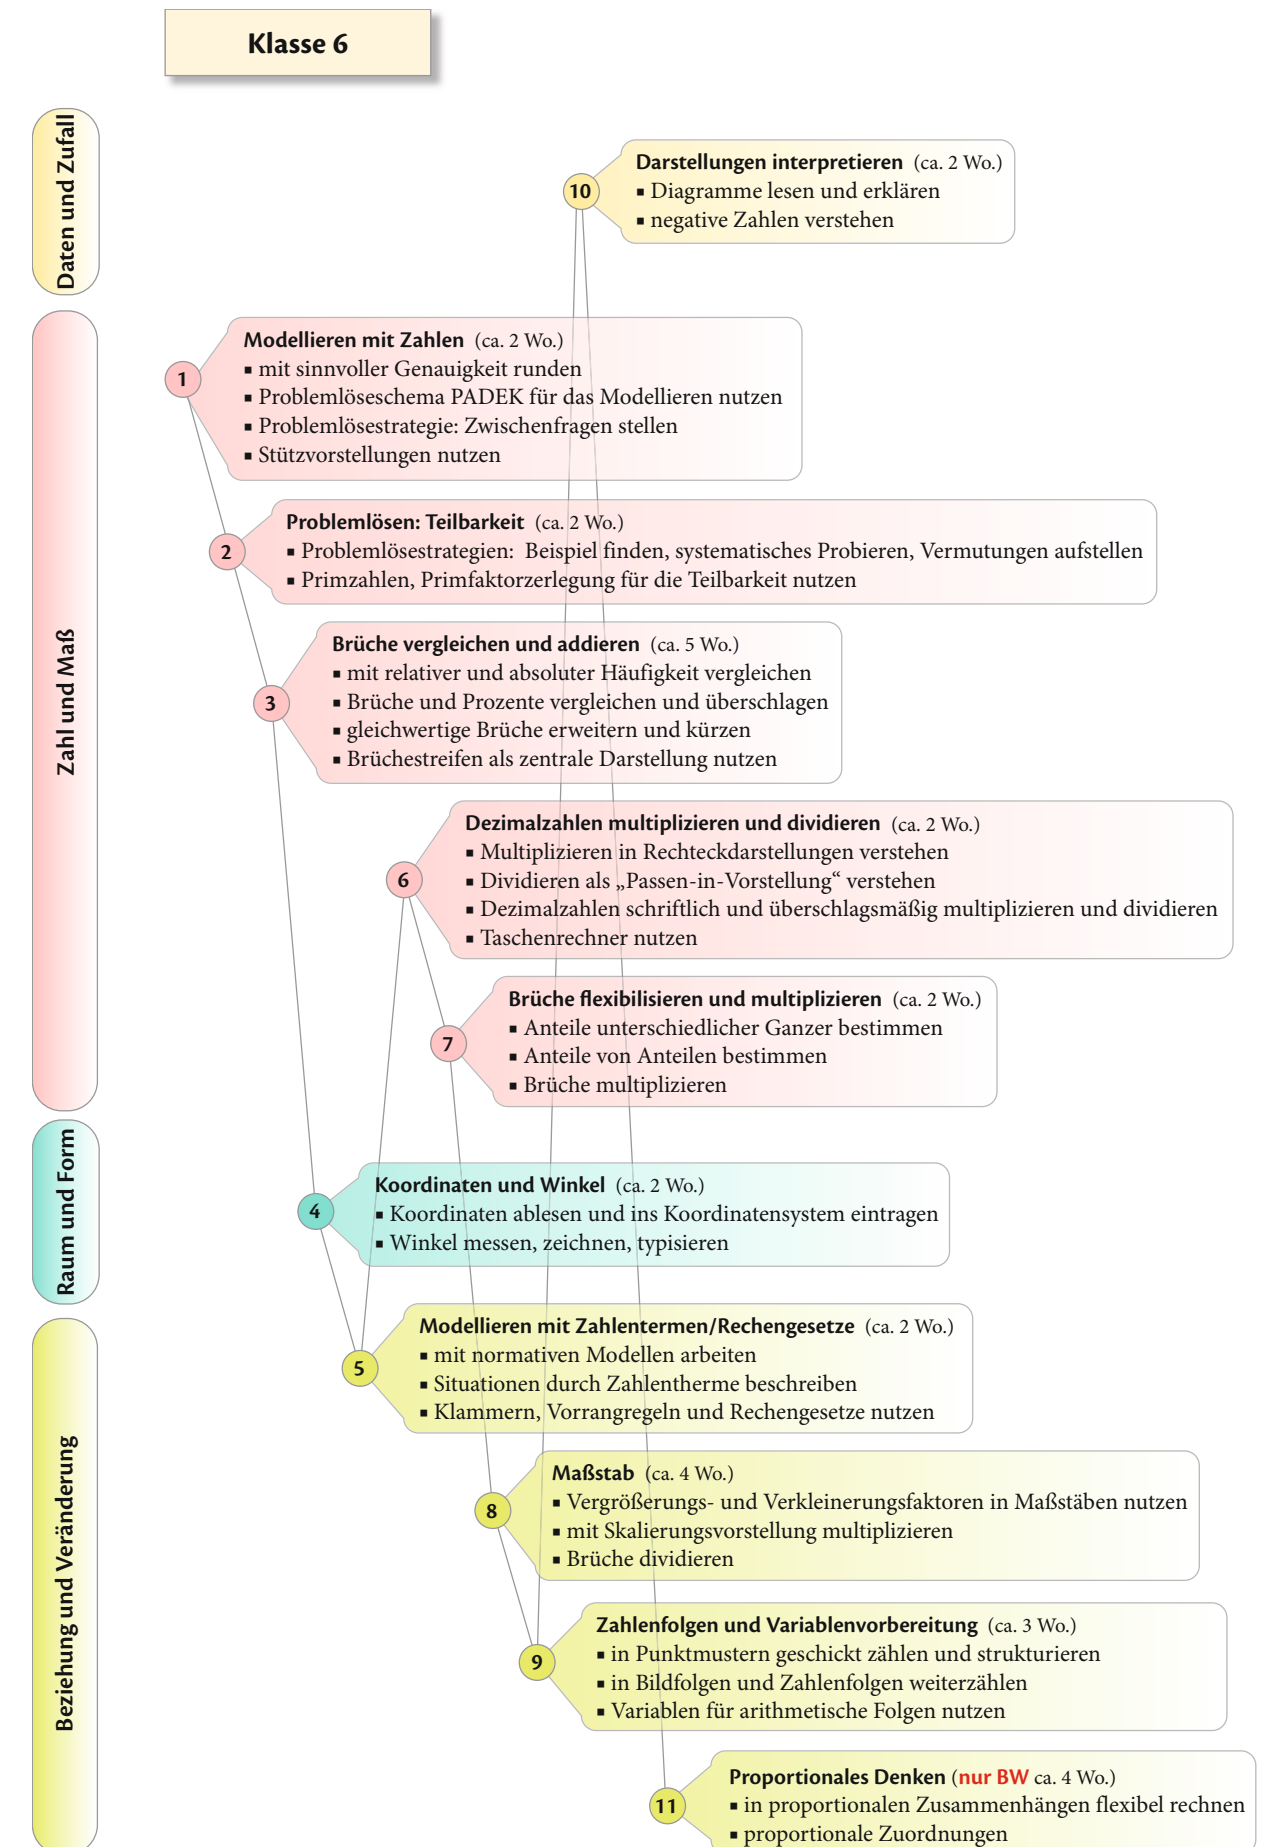 Klasse 6
Daten und Zufall
10
Darstellungen interpretieren (ca. 2 Wo.)
▪ Diagramme lesen und erklären
▪ negative Zahlen verstehen
Zahl und Maß
1
Modellieren mit Zahlen (ca. 2 Wo.)
▪ mit sinnvoller Genauigkeit runden
▪ Problemlöseschema PADEK für das Modellieren nutzen
▪ Problemlösestrategie: Zwischenfragen stellen
▪ Stützvorstellungen nutzen
2
Problemlösen: Teilbarkeit (ca. 2 Wo.)
▪ Problemlösestrategien: Beispiel finden, systematisches Probieren, Vermutungen aufstellen
▪ Primzahlen, Primfaktorzerlegung für die Teilbarkeit nutzen
3
Brüche vergleichen und addieren (ca. 5 Wo.)
▪ mit relativer und absoluter Häufigkeit vergleichen
▪ Brüche und Prozente vergleichen und überschlagen
▪ gleichwertige Brüche erweitern und kürzen
▪ Brüchestreifen als zentrale Darstellung nutzen
6
Dezimalzahlen multiplizieren und dividieren (ca. 2 Wo.)
▪ Multiplizieren in Rechteckdarstellungen verstehen
▪ Dividieren als „Passen-in-Vorstellung“ verstehen
▪ Dezimalzahlen schriftlich und überschlagsmäßig multiplizieren und dividieren
▪ Taschenrechner nutzen
7
Brüche flexibilisieren und multiplizieren (ca. 2 Wo.)
▪ Anteile unterschiedlicher Ganzer bestimmen
▪ Anteile von Anteilen bestimmen
▪ Brüche multiplizieren
Raum und Form
4
Koordinaten und Winkel (ca. 2 Wo.)
▪ Koordinaten ablesen und ins Koordinatensystem eintragen
▪ Winkel messen, zeichnen, typisieren
Beziehung und Veränderung
5
Modellieren mit Zahlentermen/Rechengesetze (ca. 2 Wo.)
▪ mit normativen Modellen arbeiten
▪ Situationen durch Zahlentherme beschreiben
▪ Klammern, Vorrangregeln und Rechengesetze nutzen
8
Maßstab (ca. 4 Wo.)
▪ Vergrößerungs- und Verkleinerungsfaktoren in Maßstäben nutzen
▪ mit Skalierungsvorstellung multiplizieren
▪ Brüche dividieren
9
Zahlenfolgen und Variablenvorbereitung (ca. 3 Wo.)
▪ in Punktmustern geschickt zählen und strukturieren
▪ in Bildfolgen und Zahlenfolgen weiterzählen
▪ Variablen für arithmetische Folgen nutzen
11
Proportionales Denken (nur BW ca. 4 Wo.)
▪ in proportionalen Zusammenhängen flexibel rechnen
▪ proportionale Zuordnungen